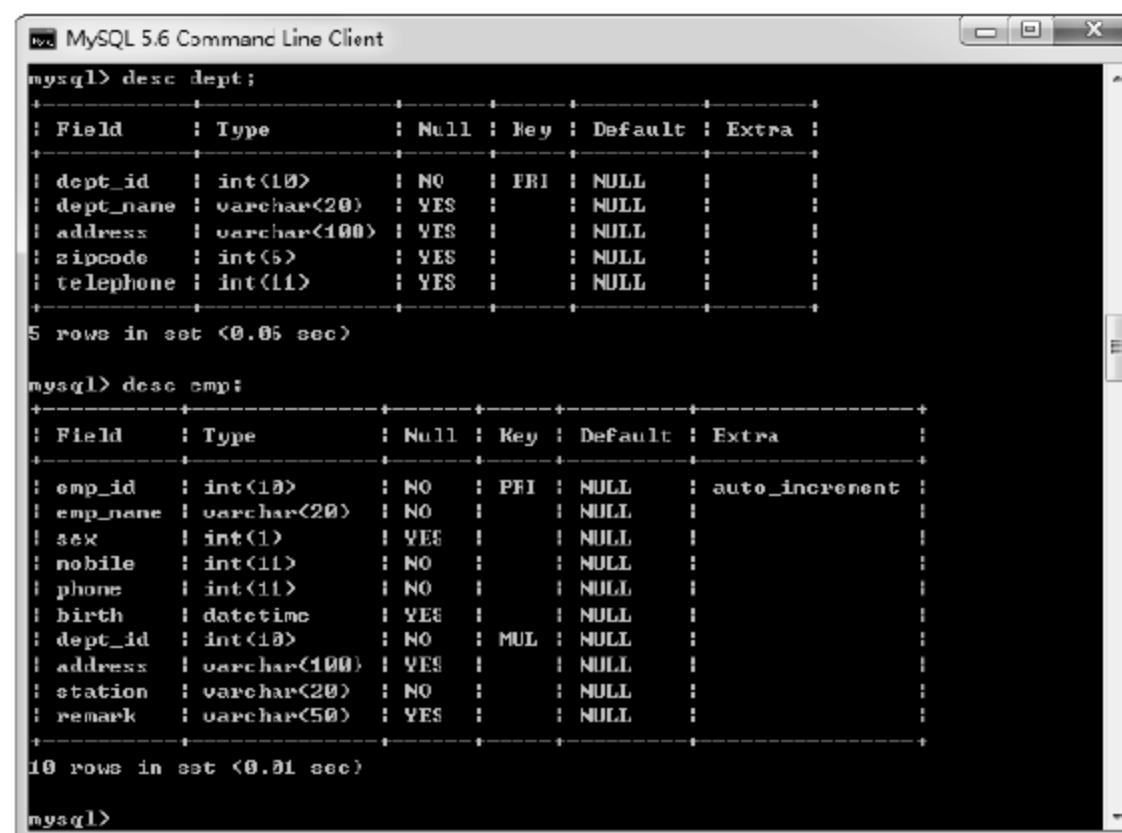 MySQL 5.6 Command Line Client
mysql> desc dept;
+-----------+--------------+------+-----+---------+-------+
| Field | Type | Null | Key | Default | Extra |
+-----------+--------------+------+-----+---------+-------+
| dept_id | int(10) | NO | PRI | NULL | |
| dept_name | varchar(20) | YES | | NULL | |
| address | varchar(100) | YES | | NULL | |
| zipcode | int(6) | YES | | NULL | |
| telephone | int(11) | YES | | NULL | |
+-----------+--------------+------+-----+---------+-------+
5 rows in set (0.06 sec)
mysql> desc emp;
+----------+--------------+------+-----+---------+----------------+
| Field | Type | Null | Key | Default | Extra |
+----------+--------------+------+-----+---------+----------------+
| emp_id | int(10) | NO | PRI | NULL | auto_increment |
| emp_name | varchar(20) | NO | | NULL | |
| sex | int(1) | YES | | NULL | |
| mobile | int(11) | NO | | NULL | |
| phone | int(11) | NO | | NULL | |
| birth | datetime | YES | | NULL | |
| dept_id | int(10) | NO | MUL | NULL | |
| address | varchar(100) | YES | | NULL | |
| station | varchar(20) | NO | | NULL | |
| remark | varchar(50) | YES | | NULL | |
+----------+--------------+------+-----+---------+----------------+
10 rows in set (0.01 sec)
mysql>